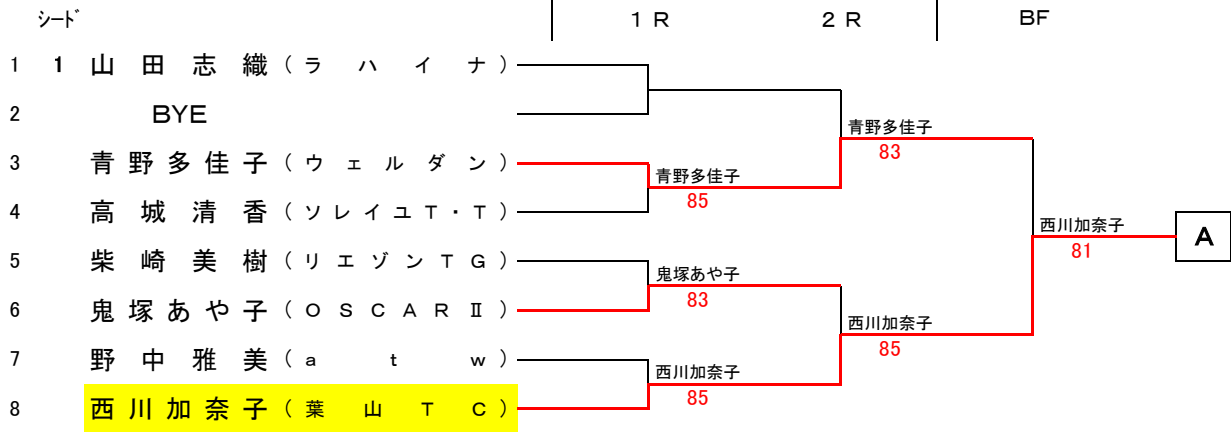 シード 1R 2R BF
1 1 山田志織(ラハイナ)
2 BYE
青野多佳子
83
3 青野多佳子(ウェルダン)
青野多佳子
85
4 高城清香(ソレイユT・T)
西川加奈子 A
81
5 柴崎美樹(リエゾンTG)
鬼塚あや子
83
6 鬼塚あや子(OSCARⅡ)
西川加奈子
85
7 野中雅美(atw)
西川加奈子
85
8 西川加奈子(葉山TC)